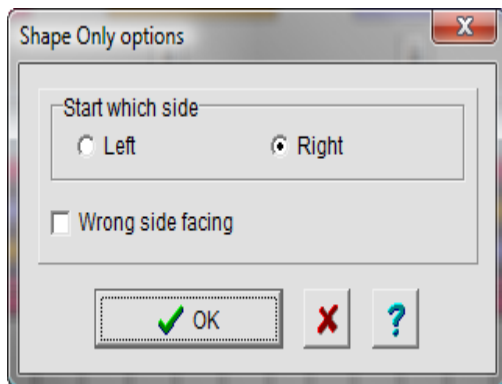 Shape Only options
X
Start which side
Left Right
Wrong side facing
OK
?